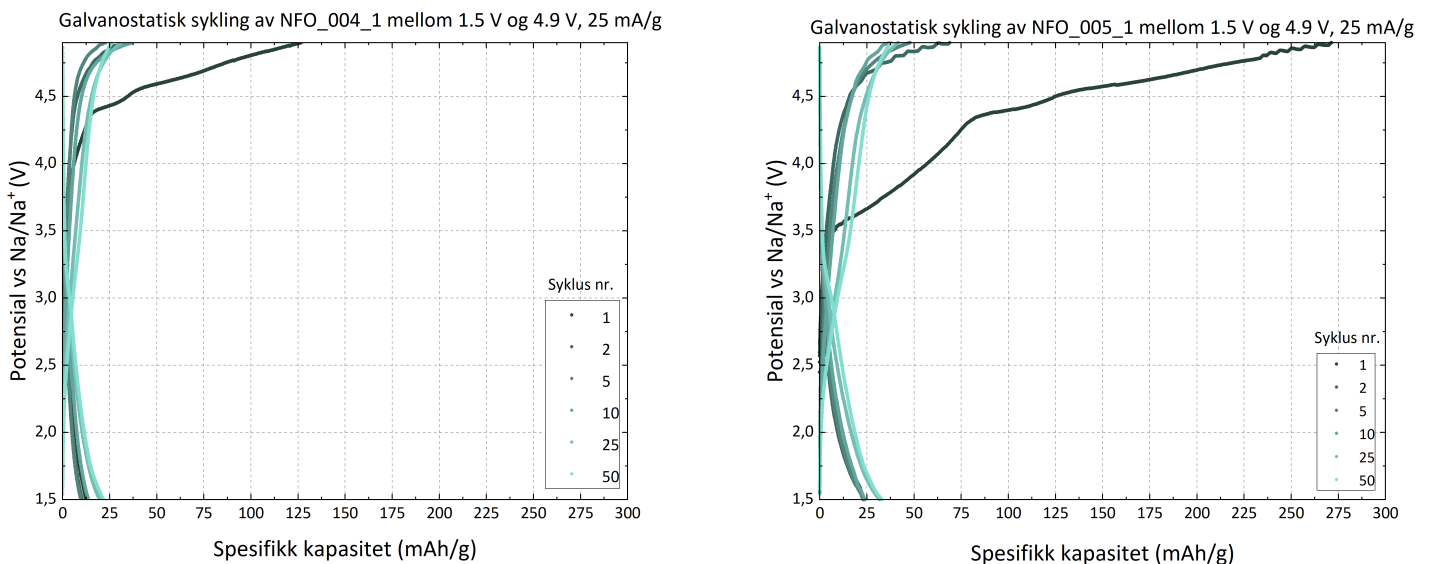 Galvanostatisk sykling av NFO_004_1 mellom 1.5 V og 4.9 V, 25 mA/g
Potensial vs Na/Na⁺ (V)
4,5
4,0
3,5
3,0
2,5
2,0
1,5
0 25 50 75 100 125 150 175 200 225 250 275 300
Spesifikk kapasitet (mAh/g)
Syklus nr.
1
2
5
10
25
50
Galvanostatisk sykling av NFO_005_1 mellom 1.5 V og 4.9 V, 25 mA/g
Potensial vs Na/Na⁺ (V)
4,5
4,0
3,5
3,0
2,5
2,0
1,5
0 25 50 75 100 125 150 175 200 225 250 275 300
Spesifikk kapasitet (mAh/g)
Syklus nr.
1
2
5
10
25
50